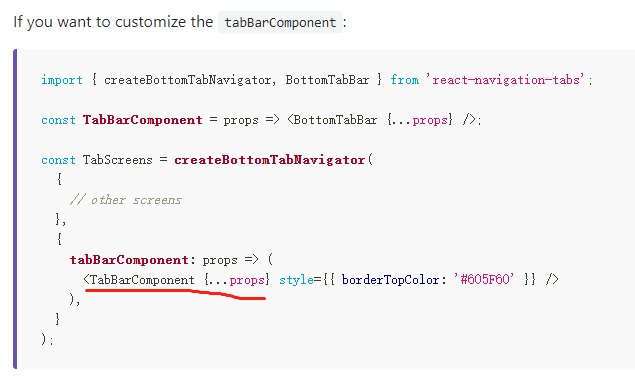 If you want to customize the tabBarComponent :
import { createBottomTabNavigator, BottomTabBar } from 'react-navigation-tabs';
const TabBarComponent = props => <BottomTabBar {...props} />;
const TabScreens = createBottomTabNavigator(
{
// other screens
},
{
tabBarComponent: props => (
<TabBarComponent {...props} style={{ borderTopColor: '#605F60' }} />
),
}
);